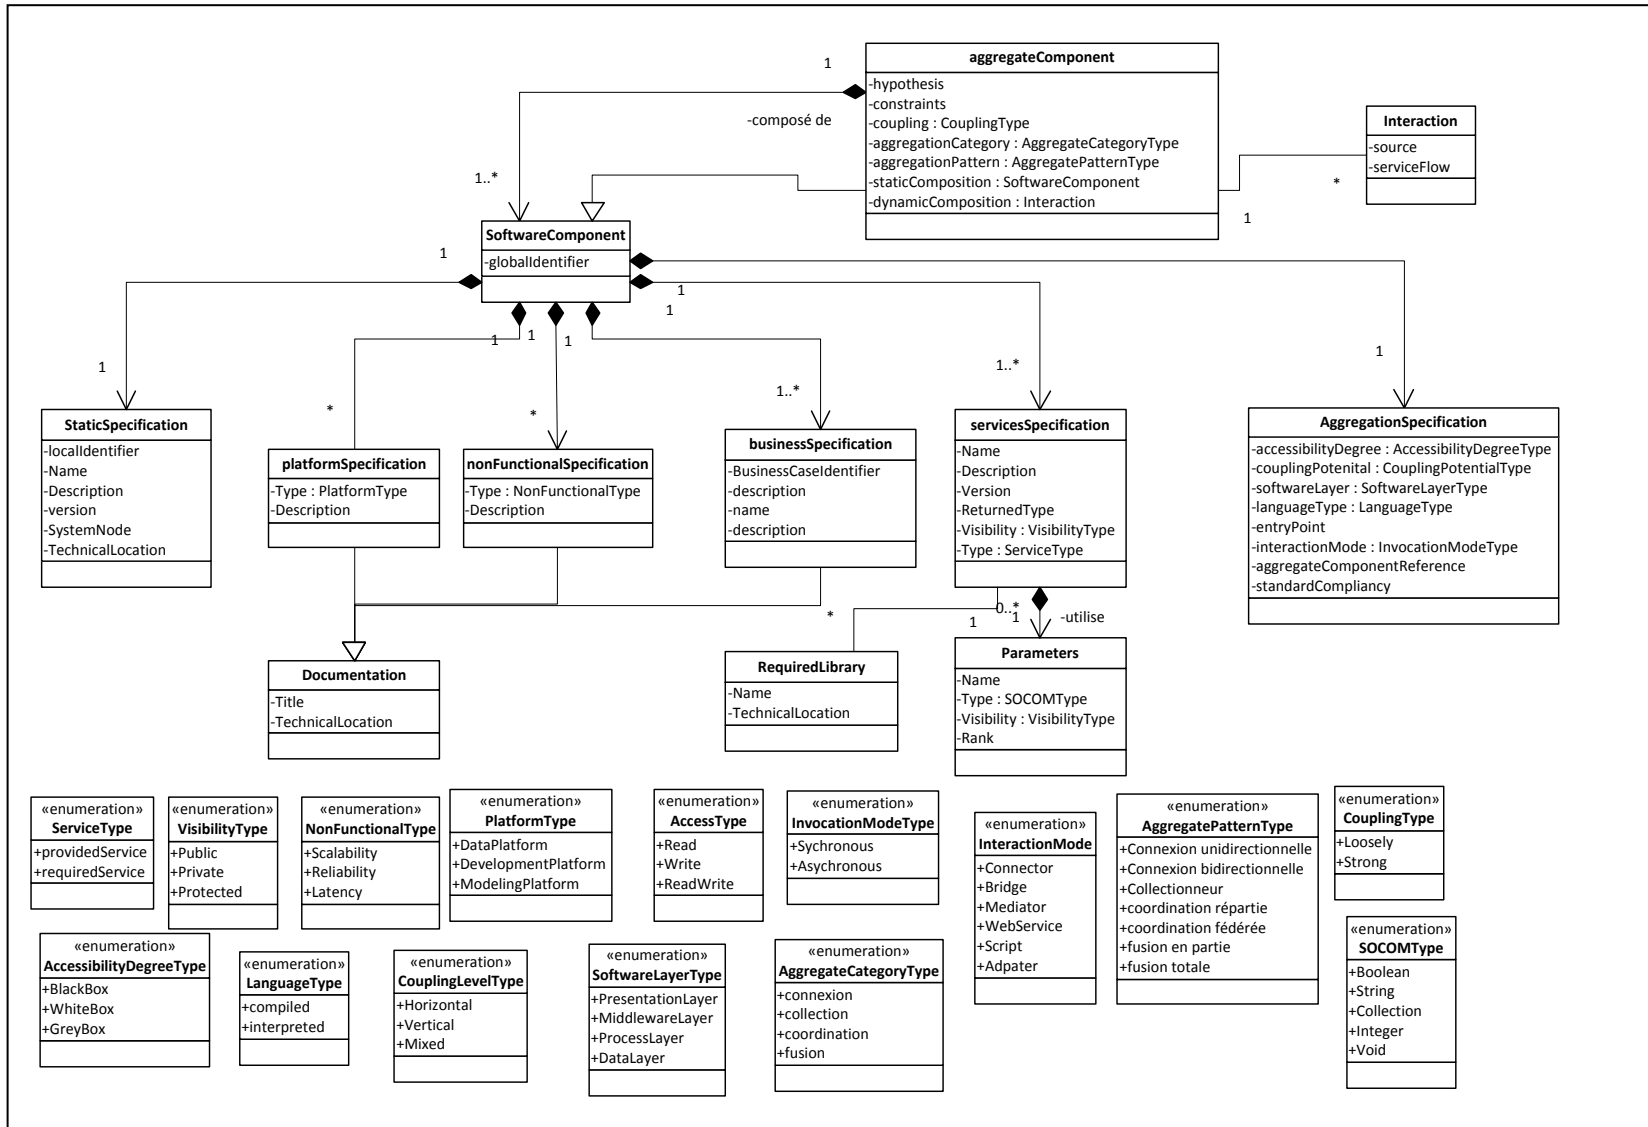 aggregateComponent
-hypothesis
-constraints
-coupling : CouplingType
-aggregationCategory : AggregateCategoryType
-aggregationPattern : AggregatePatternType
-staticComposition : SoftwareComponent
-dynamicComposition : Interaction
1
-composé de
1..*
Interaction
-source
-serviceFlow
*
1
SoftwareComponent
-globalIdentifier
1
1
1
1
1
1
1
*
*
1..*
1..*
1
StaticSpecification
-localIdentifier
-Name
-Description
-version
-SystemNode
-TechnicalLocation
platformSpecification
-Type : PlatformType
-Description
nonFunctionalSpecification
-Type : NonFunctionalType
-Description
businessSpecification
-BusinessCaseIdentifier
-description
-name
-description
servicesSpecification
-Name
-Description
-Version
-ReturnedType
-Visibility : VisibilityType
-Type : ServiceType
AggregationSpecification
-accessibilityDegree : AccessibilityDegreeType
-couplingPotenital : CouplingPotentialType
-softwareLayer : SoftwareLayerType
-languageType : LanguageType
-entryPoint
-interactionMode : InvocationModeType
-aggregateComponentReference
-standardCompliancy
*
1
0..*
1
-utilise
Documentation
-Title
-TechnicalLocation
RequiredLibrary
-Name
-TechnicalLocation
Parameters
-Name
-Type : SOCOMType
-Visibility : VisibilityType
-Rank
«enumeration»
ServiceType
+providedService
+requiredService
«enumeration»
VisibilityType
+Public
+Private
+Protected
«enumeration»
NonFunctionalType
+Scalability
+Reliability
+Latency
«enumeration»
PlatformType
+DataPlatform
+DevelopmentPlatform
+ModelingPlatform
«enumeration»
AccessType
+Read
+Write
+ReadWrite
«enumeration»
InvocationModeType
+Sychronous
+Asychronous
«enumeration»
InteractionMode
+Connector
+Bridge
+Mediator
+WebService
+Script
+Adpater
«enumeration»
AggregatePatternType
+Connexion unidirectionnelle
+Connexion bidirectionnelle
+Collectionneur
+coordination répartie
+coordination fédérée
+fusion en partie
+fusion totale
«enumeration»
CouplingType
+Loosely
+Strong
«enumeration»
AccessibilityDegreeType
+BlackBox
+WhiteBox
+GreyBox
«enumeration»
LanguageType
+compiled
+interpreted
«enumeration»
CouplingLevelType
+Horizontal
+Vertical
+Mixed
«enumeration»
SoftwareLayerType
+PresentationLayer
+MiddlewareLayer
+ProcessLayer
+DataLayer
«enumeration»
AggregateCategoryType
+connexion
+collection
+coordination
+fusion
«enumeration»
SOCOMType
+Boolean
+String
+Collection
+Integer
+Void